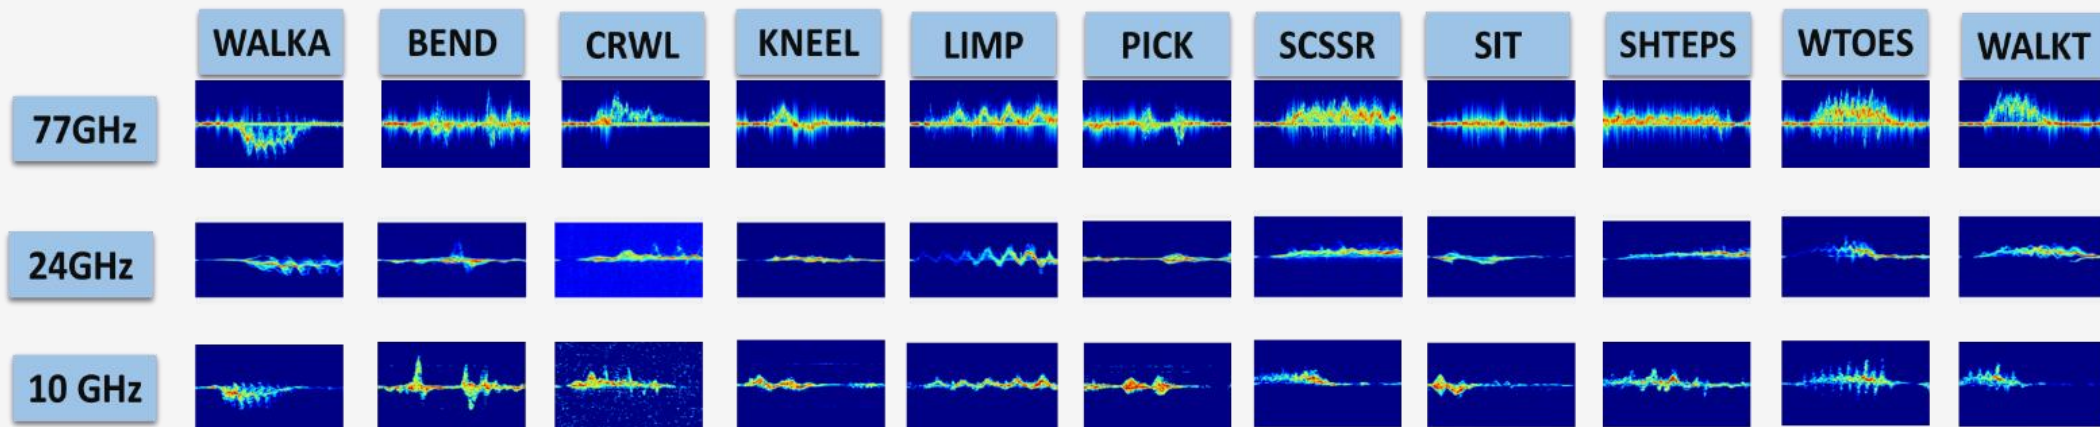 WALKA BEND CRWL KNEEL LIMP PICK SCSSR SIT SHTEPS WTOES WALKT
77GHz
24GHz
10 GHz